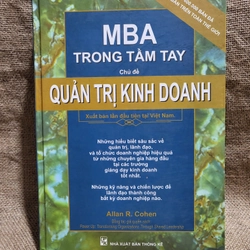 MBA
TRONG TẦM TAY
Chủ đề
QUẢN TRỊ KINH DOANH
Xuất bản lần đầu tiên tại Việt Nam
Những hiểu biết sâu sắc về
quản trị, lãnh đạo,
và tổ chức doanh nghiệp hiệu quả
từ những chuyên gia hàng đầu
tại các trường
giảng dạy kinh doanh
tốt nhất.
Những kỹ năng và chiến lược để
lãnh đạo thành công
bất kỳ doanh nghiệp nào.
Allan R. Cohen
NHÀ XUẤT BẢN THỐNG KÊ